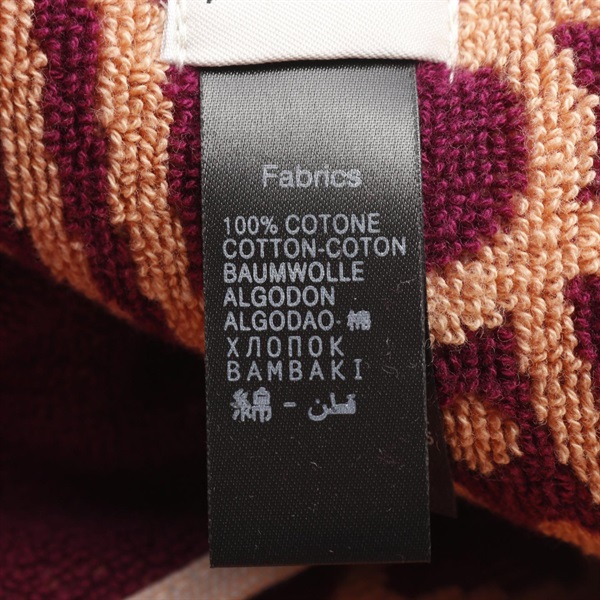 Fabrics
100% COTONE
COTTON-COTON
BAUMWOLLE
ALGODON
ALGODAO-棉
ХЛОПОК
BAMBAKI
綿 - قطن